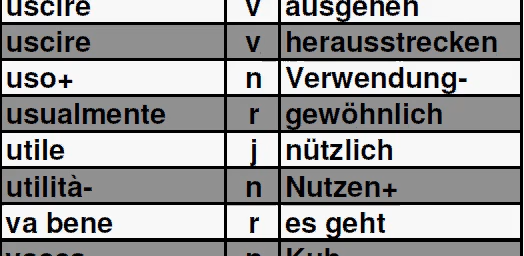 uscire v ausgehen
uscire v herausstrecken
uso+ n Verwendung-
usualmente r gewöhnlich
utile j nützlich
utilità- n Nutzen+
va bene r es geht